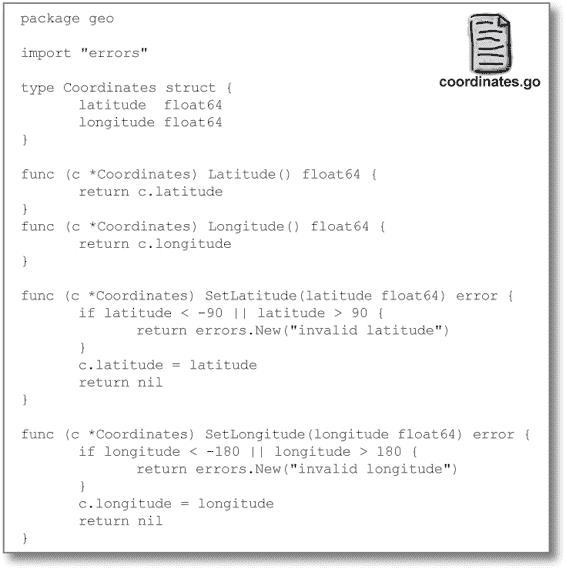 package geo
coordinates.go
import "errors"
type Coordinates struct {
        latitude  float64
        longitude float64
}
func (c *Coordinates) Latitude() float64 {
        return c.latitude
}
func (c *Coordinates) Longitude() float64 {
        return c.longitude
}
func (c *Coordinates) SetLatitude(latitude float64) error {
        if latitude < -90 || latitude > 90 {
                return errors.New("invalid latitude")
        }
        c.latitude = latitude
        return nil
}
func (c *Coordinates) SetLongitude(longitude float64) error {
        if longitude < -180 || longitude > 180 {
                return errors.New("invalid longitude")
        }
        c.longitude = longitude
        return nil
}